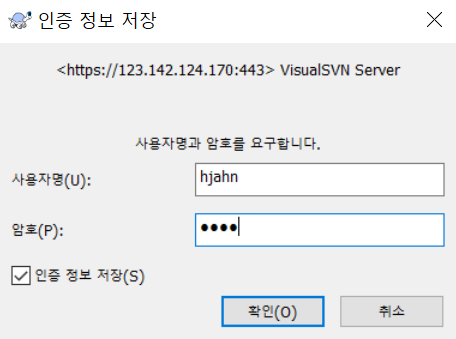 인증 정보 저장
<https://123.142.124.170:443> VisualSVN Server
사용자명과 암호를 요구합니다.
사용자명(U): hjahn
암호(P): ●●●●
인증 정보 저장(S)
확인(O) 취소